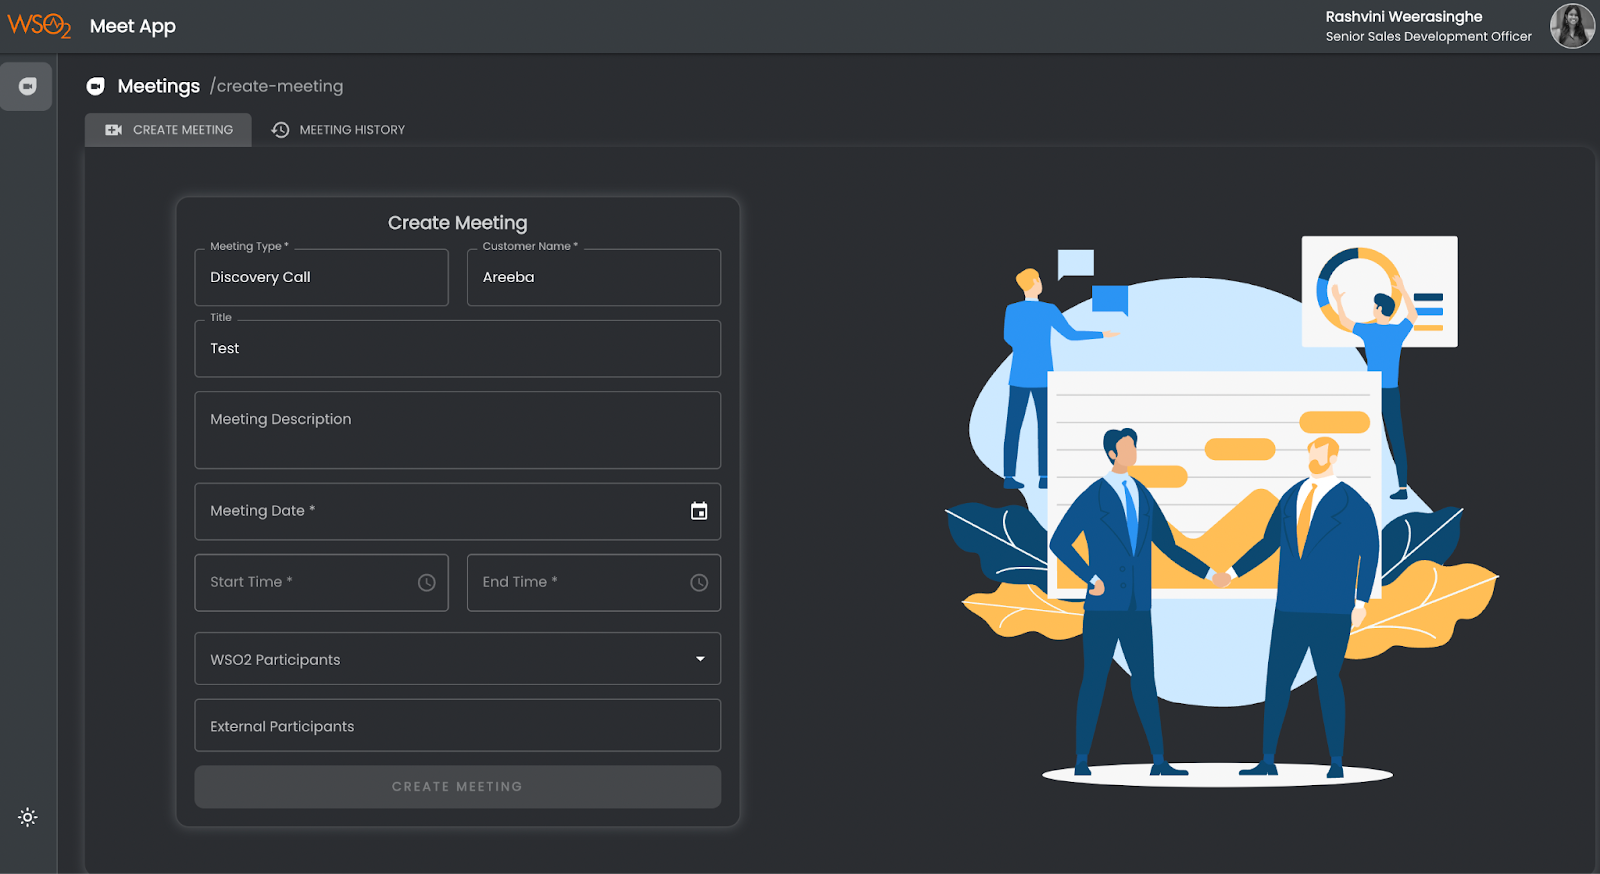 WSO2 Meet App
Rashvini Weerasinghe
Senior Sales Development Officer
Meetings /create-meeting
CREATE MEETING
MEETING HISTORY
Create Meeting
Meeting Type *
Discovery Call
Customer Name *
Areeba
Title
Test
Meeting Description
Meeting Date *
Start Time *
End Time *
WSO2 Participants
External Participants
CREATE MEETING